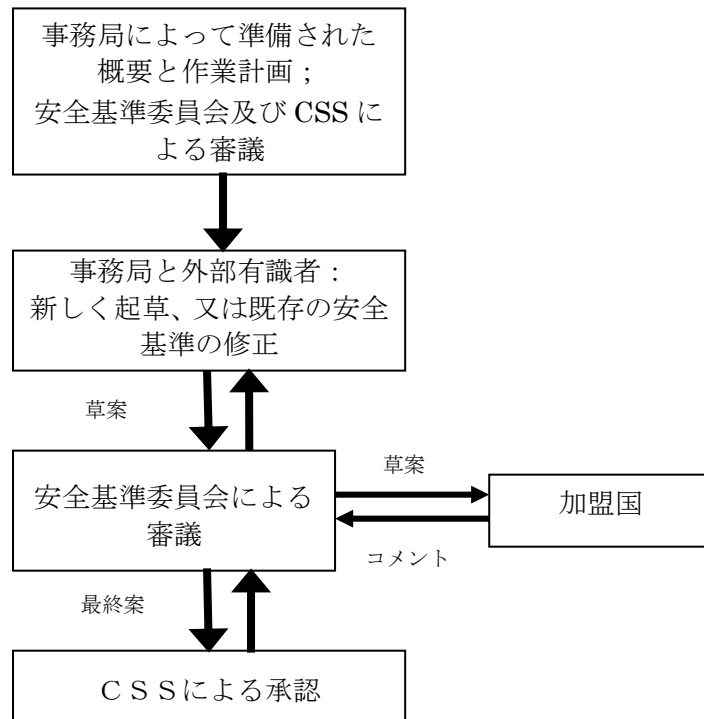 事務局によって準備された
概要と作業計画；
安全基準委員会及び CSS に
よる審議
事務局と外部有識者：
新しく起草、又は既存の安全
基準の修正
草案
安全基準委員会による
審議
草案
加盟国
コメント
最終案
ＣＳＳによる承認